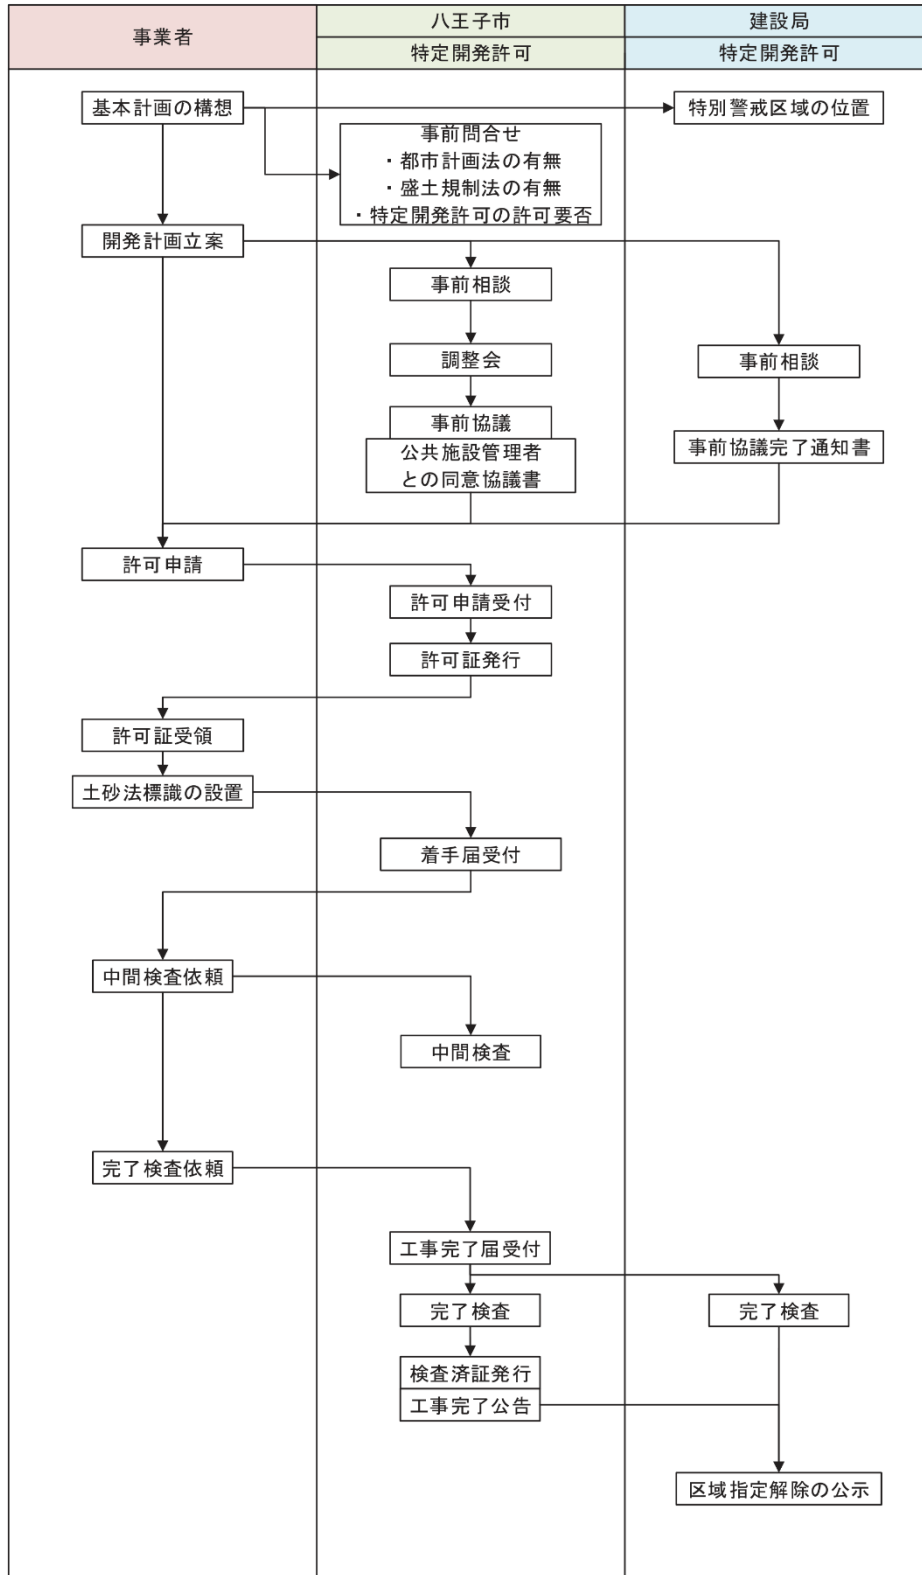 事業者
八王子市
建設局
特定開発許可
特定開発許可
基本計画の構想
特別警戒区域の位置
事前問合せ
・都市計画法の有無
・盛土規制法の有無
・特定開発許可の許可要否
開発計画立案
事前相談
調整会
事前相談
事前協議
公共施設管理者
との同意協議書
事前協議完了通知書
許可申請
許可申請受付
許可証発行
許可証受領
土砂法標識の設置
着手届受付
中間検査依頼
中間検査
完了検査依頼
工事完了届受付
完了検査
完了検査
検査済証発行
工事完了公告
区域指定解除の公示